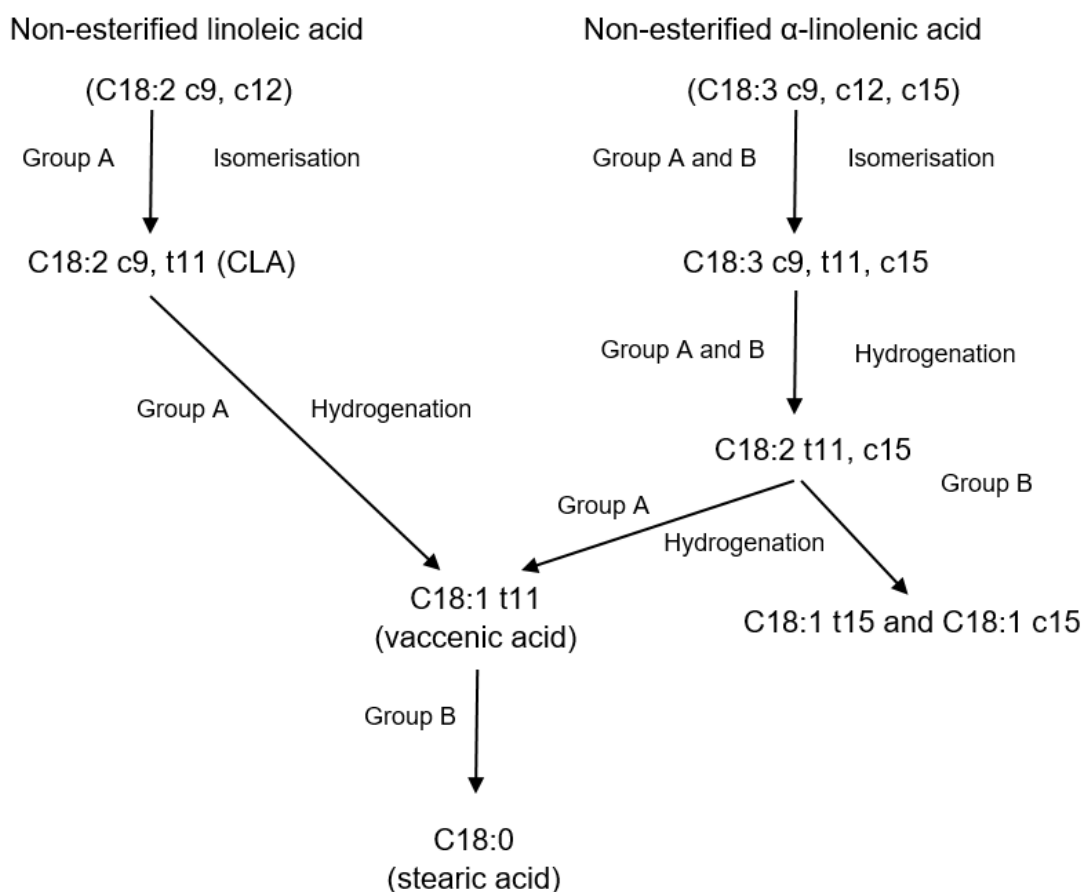 Non-esterified linoleic acid
Non-esterified α-linolenic acid
(C18:2 c9, c12)
(C18:3 c9, c12, c15)
Group A
Isomerisation
Group A and B
Isomerisation
C18:2 c9, t11 (CLA)
C18:3 c9, t11, c15
Group A and B
Hydrogenation
Group A
Hydrogenation
C18:2 t11, c15
Group B
Group A
Hydrogenation
C18:1 t11
(vaccenic acid)
C18:1 t15 and C18:1 c15
Group B
C18:0
(stearic acid)